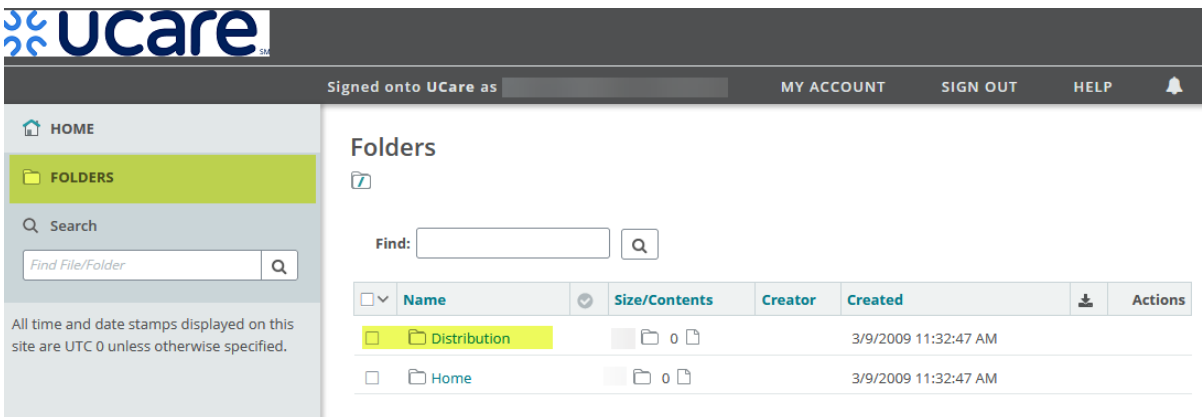 ucare SM
Signed onto UCare as MY ACCOUNT SIGN OUT HELP
HOME
FOLDERS
Search
Find File/Folder
All time and date stamps displayed on this
site are UTC 0 unless otherwise specified.
Folders
Find:
Name Size/Contents Creator Created Actions
Distribution 0 3/9/2009 11:32:47 AM
Home 0 3/9/2009 11:32:47 AM